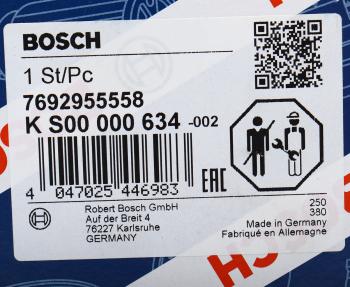 BOSCH
1 St/Pc
7692955558
K S00 000 634 -002
4 047025 446983
EAC
Robert Bosch GmbH
Auf der Breit 4
76227 Karlsruhe
GERMANY
250
380
Made in Germany
Fabriqué en Allemagne